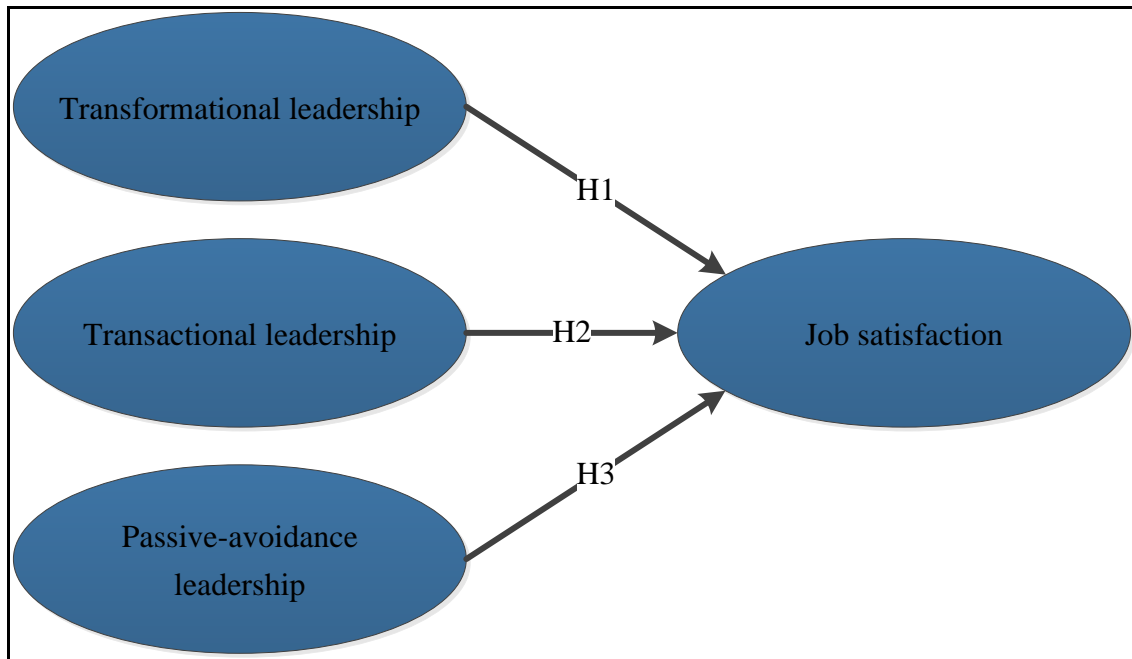 Transformational leadership
H1
Transactional leadership
H2
Job satisfaction
H3
Passive-avoidance
leadership